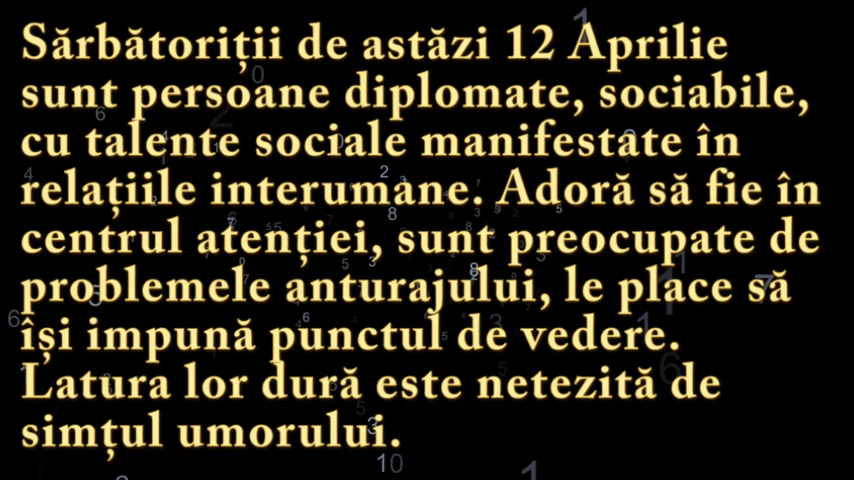 Sărbătoriții de astăzi 12 Aprilie
sunt persoane diplomate, sociabile,
cu talente sociale manifestate în
relațiile interumane. Adoră să fie în
centrul atenției, sunt preocupate de
problemele anturajului, le place să
își impună punctul de vedere.
Latura lor dură este netezită de
simțul umorului.
10